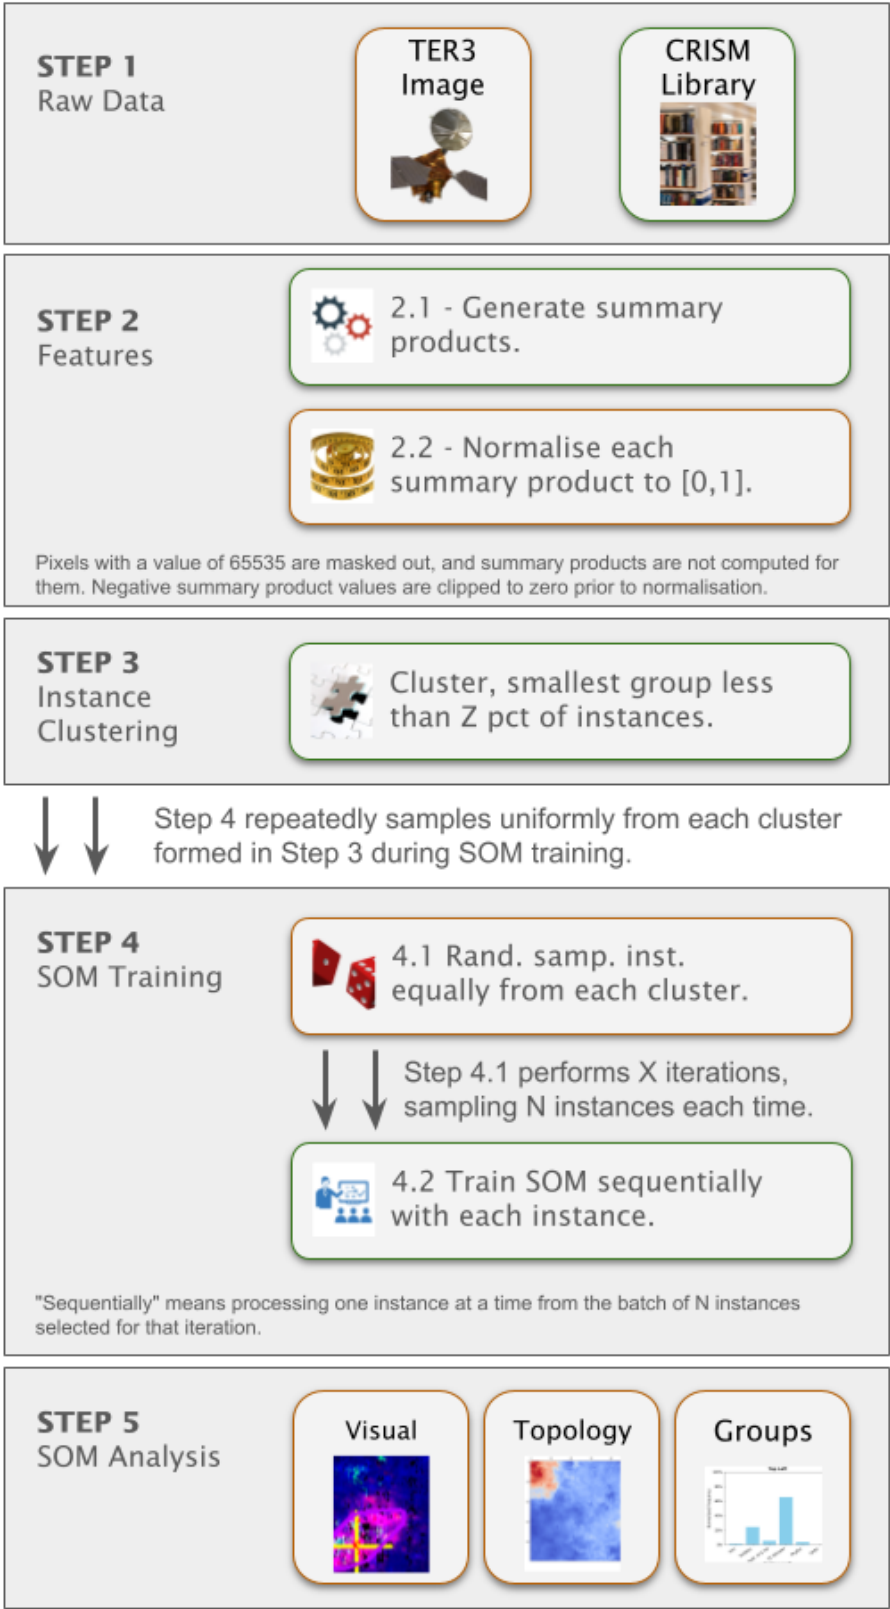 STEP 1
Raw Data
TER3
Image
CRISM
Library
STEP 2
Features
2.1 - Generate summary
products.
2.2 - Normalise each
summary product to [0,1].
Pixels with a value of 65535 are masked out, and summary products are not computed for
them. Negative summary product values are clipped to zero prior to normalisation.
STEP 3
Instance
Clustering
Cluster, smallest group less
than Z pct of instances.
Step 4 repeatedly samples uniformly from each cluster
formed in Step 3 during SOM training.
STEP 4
SOM Training
4.1 Rand. samp. inst.
equally from each cluster.
Step 4.1 performs X iterations,
sampling N instances each time.
4.2 Train SOM sequentially
with each instance.
"Sequentially" means processing one instance at a time from the batch of N instances
selected for that iteration.
STEP 5
SOM Analysis
Visual
Topology
Groups